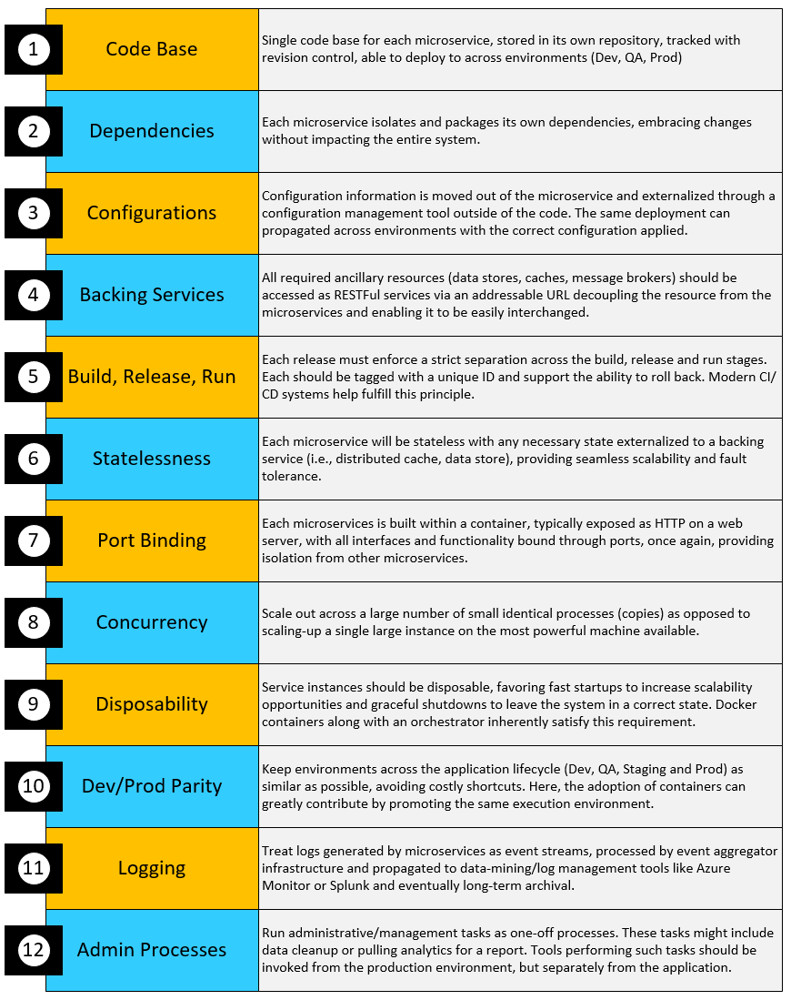 1
Code Base
Single code base for each microservice, stored in its own repository, tracked with
revision control, able to deploy to across environments (Dev, QA, Prod)
2
Dependencies
Each microservice isolates and packages its own dependencies, embracing changes
without impacting the entire system.
3
Configurations
Configuration information is moved out of the microservice and externalized through a
configuration management tool outside of the code. The same deployment can
propagated across environments with the correct configuration applied.
4
Backing Services
All required ancillary resources (data stores, caches, message brokers) should be
accessed as RESTFul services via an addressable URL decoupling the resource from the
microservices and enabling it to be easily interchanged.
5
Build, Release, Run
Each release must enforce a strict separation across the build, release and run stages.
Each should be tagged with a unique ID and support the ability to roll back. Modern CI/
CD systems help fulfill this principle.
6
Statelessness
Each microservice will be stateless with any necessary state externalized to a backing
service (i.e., distributed cache, data store), providing seamless scalability and fault
tolerance.
7
Port Binding
Each microservices is built within a container, typically exposed as HTTP on a web
server, with all interfaces and functionality bound through ports, once again, providing
isolation from other microservices.
8
Concurrency
Scale out across a large number of small identical processes (copies) as opposed to
scaling-up a single large instance on the most powerful machine available.
9
Disposability
Service instances should be disposable, favoring fast startups to increase scalability
opportunities and graceful shutdowns to leave the system in a correct state. Docker
containers along with an orchestrator inherently satisfy this requirement.
10
Dev/Prod Parity
Keep environments across the application lifecycle (Dev, QA, Staging and Prod) as
similar as possible, avoiding costly shortcuts. Here, the adoption of containers can
greatly contribute by promoting the same execution environment.
11
Logging
Treat logs generated by microservices as event streams, processed by event aggregator
infrastructure and propagated to data-mining/log management tools like Azure
Monitor or Splunk and eventually long-term archival.
12
Admin Processes
Run administrative/management tasks as one-off processes. These tasks might include
data cleanup or pulling analytics for a report. Tools performing such tasks should be
invoked from the production environment, but separately from the application.